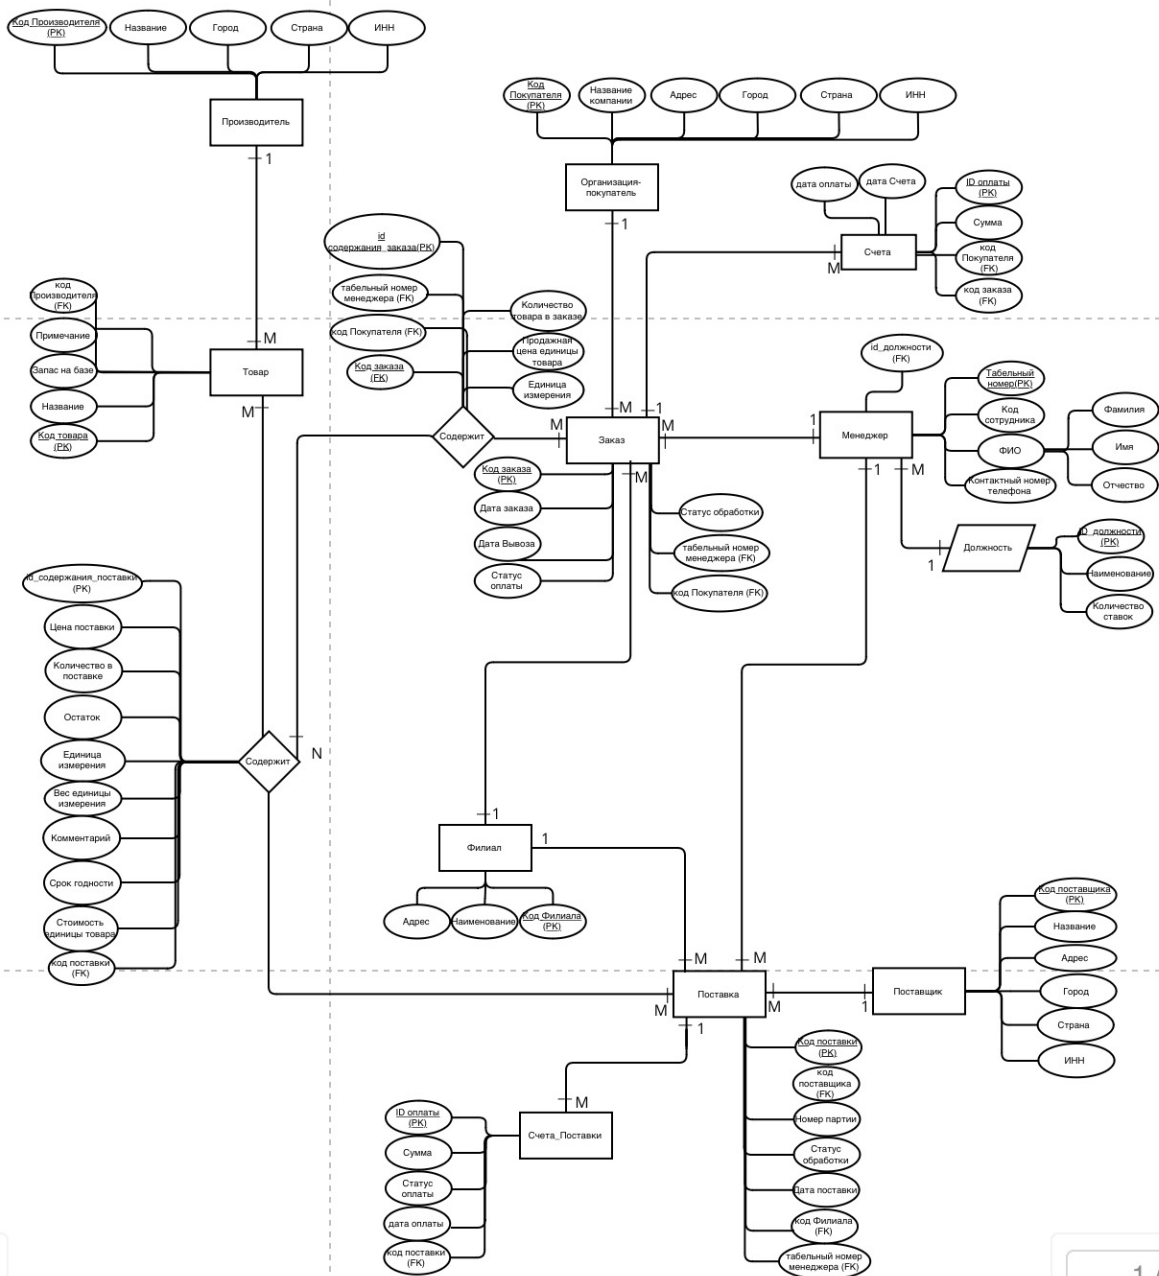 Код Производителя
(PK)
Название
Город
Страна
ИНН
Производитель
1
Код
Покупателя
(PK)
Название
компании
Адрес
Город
Страна
ИНН
Организация-
покупатель
1
дата оплаты
дата Счета
ID оплаты
(PK)
Сумма
код
Покупателя
(FK)
код заказа
(FK)
Счета
M
id
содержания_заказа(PK)
табельный номер
менеджера (FK)
код Покупателя (FK)
Код заказа
(FK)
Количество
товара в заказе
Продажная
цена единицы
товара
Единица
измерения
код
Производителя
(FK)
Примечание
Запас на базе
Название
Код товара
(PK)
M
Товар
M
id_должности
(FK)
Табельный
номер(PK)
Код
сотрудника
ФИО
Контактный номер
телефона
Фамилия
Имя
Отчество
Содержит
M
M
1
Заказ
M
1
Менеджер
M
1
M
Код заказа
(PK)
Дата заказа
Дата Вывоза
Статус
оплаты
Статус обработки
табельный номер
менеджера (FK)
код Покупателя (FK)
Должность
1
ID_должности
(PK)
Наименование
Количество
ставок
id_содержания_поставки
(PK)
Цена поставки
Количество в
поставке
Остаток
Единица
измерения
Вес единицы
измерения
Комментарий
Срок годности
Стоимость
единицы товара
код поставки
(FK)
Содержит
N
1
Филиал
1
Адрес
Наименование
Код Филиала
(PK)
M
M
Поставка
M
M
1
1
Поставщик
Код поставщика
(PK)
Название
Адрес
Город
Страна
ИНН
M
Счета_Поставки
ID оплаты
(PK)
Сумма
Статус
оплаты
дата оплаты
код поставки
(FK)
Код поставки
(PK)
код
поставщика
(FK)
Номер партии
Статус
обработки
Дата поставки
код Филиала
(FK)
табельный номер
менеджера (FK)
1